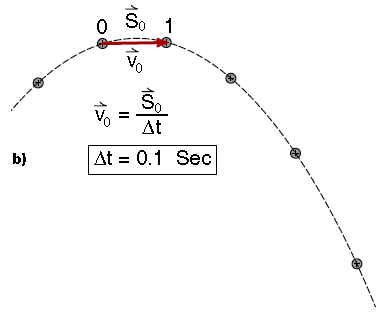 S⃗₀
0 1
v⃗₀
v⃗₀ = S⃗₀ / Δt
b) Δt = 0.1 Sec